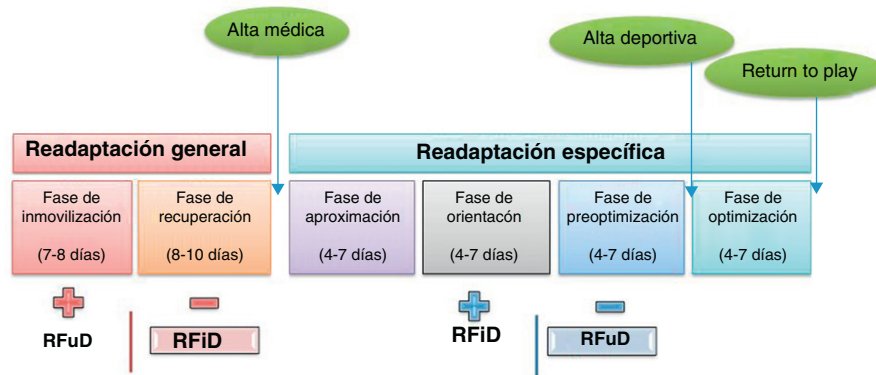 Alta médica
Alta deportiva
Return to play
Readaptación general
Readaptación específica
Fase de
inmovilización
(7-8 días)
Fase de
recuperación
(8-10 días)
Fase de
aproximación
(4-7 días)
Fase de
orientacón
(4-7 días)
Fase de
preoptimización
(4-7 días)
Fase de
optimización
(4-7 días)
RFuD
RFiD
RFiD
RFuD